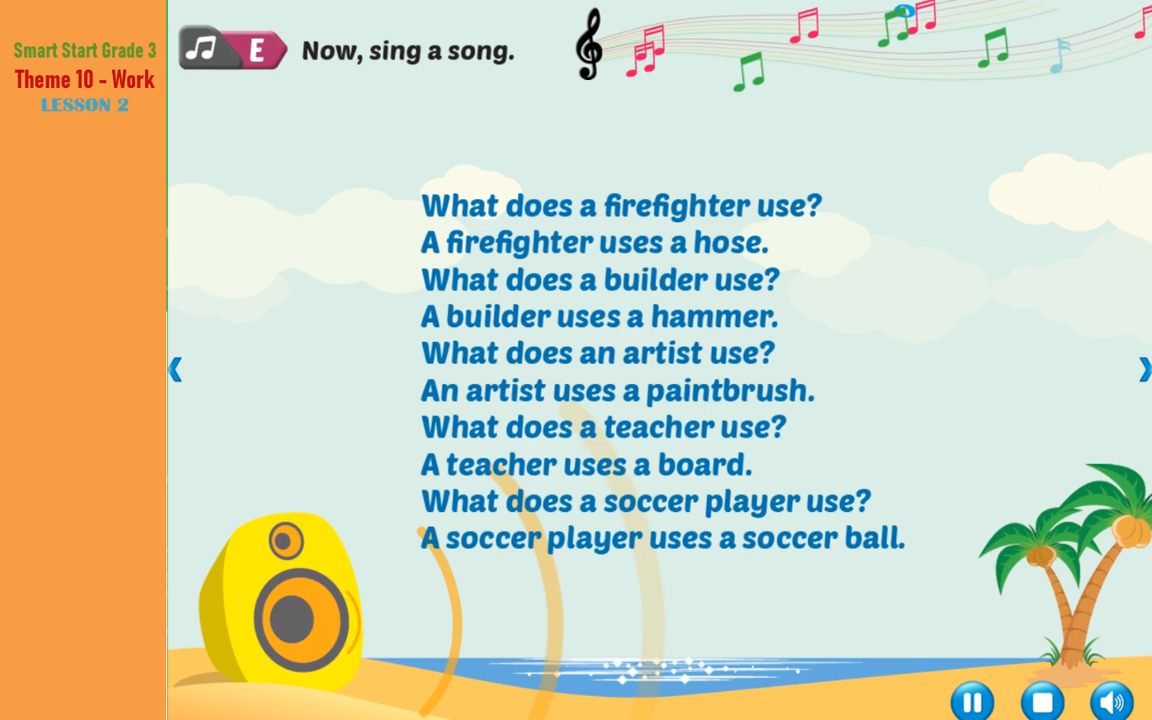 Smart Start Grade 3
Theme 10 - Work
LESSON 2
E
Now, sing a song.
What does a firefighter use?
A firefighter uses a hose.
What does a builder use?
A builder uses a hammer.
What does an artist use?
An artist uses a paintbrush.
What does a teacher use?
A teacher uses a board.
What does a soccer player use?
A soccer player uses a soccer ball.